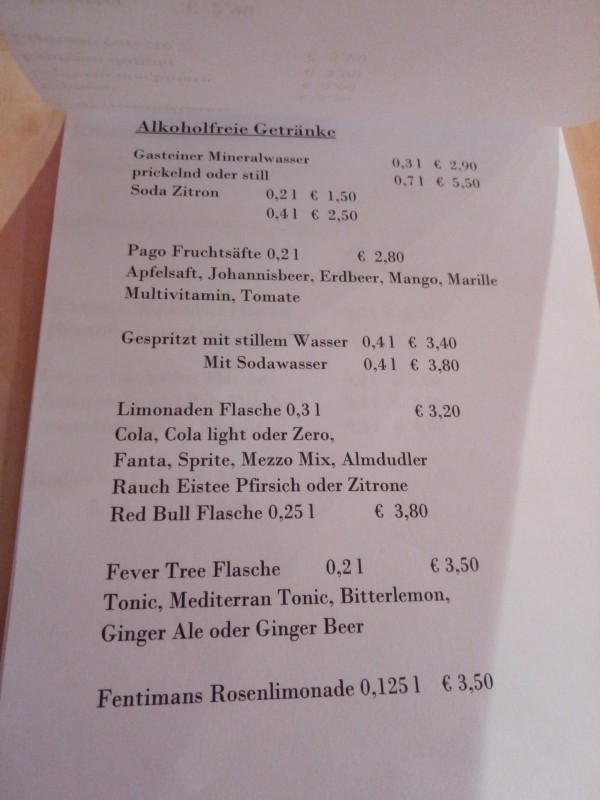 Alkoholfreie Getränke
Gasteiner Mineralwasser 0,3 l € 2,90
prickelnd oder still 0,7 l € 5,50
Soda Zitron 0,2 l € 1,50
0,4 l € 2,50
Pago Fruchtsäfte 0,2 l € 2,80
Apfelsaft, Johannisbeer, Erdbeer, Mango, Marille
Multivitamin, Tomate
Gespritzt mit stillem Wasser 0,4 l € 3,40
Mit Sodawasser 0,4 l € 3,80
Limonaden Flasche 0,3 l € 3,20
Cola, Cola light oder Zero,
Fanta, Sprite, Mezzo Mix, Almdudler
Rauch Eistee Pfirsich oder Zitrone
Red Bull Flasche 0,25 l € 3,80
Fever Tree Flasche 0,2 l € 3,50
Tonic, Mediterran Tonic, Bitterlemon,
Ginger Ale oder Ginger Beer
Fentimans Rosenlimonade 0,125 l € 3,50